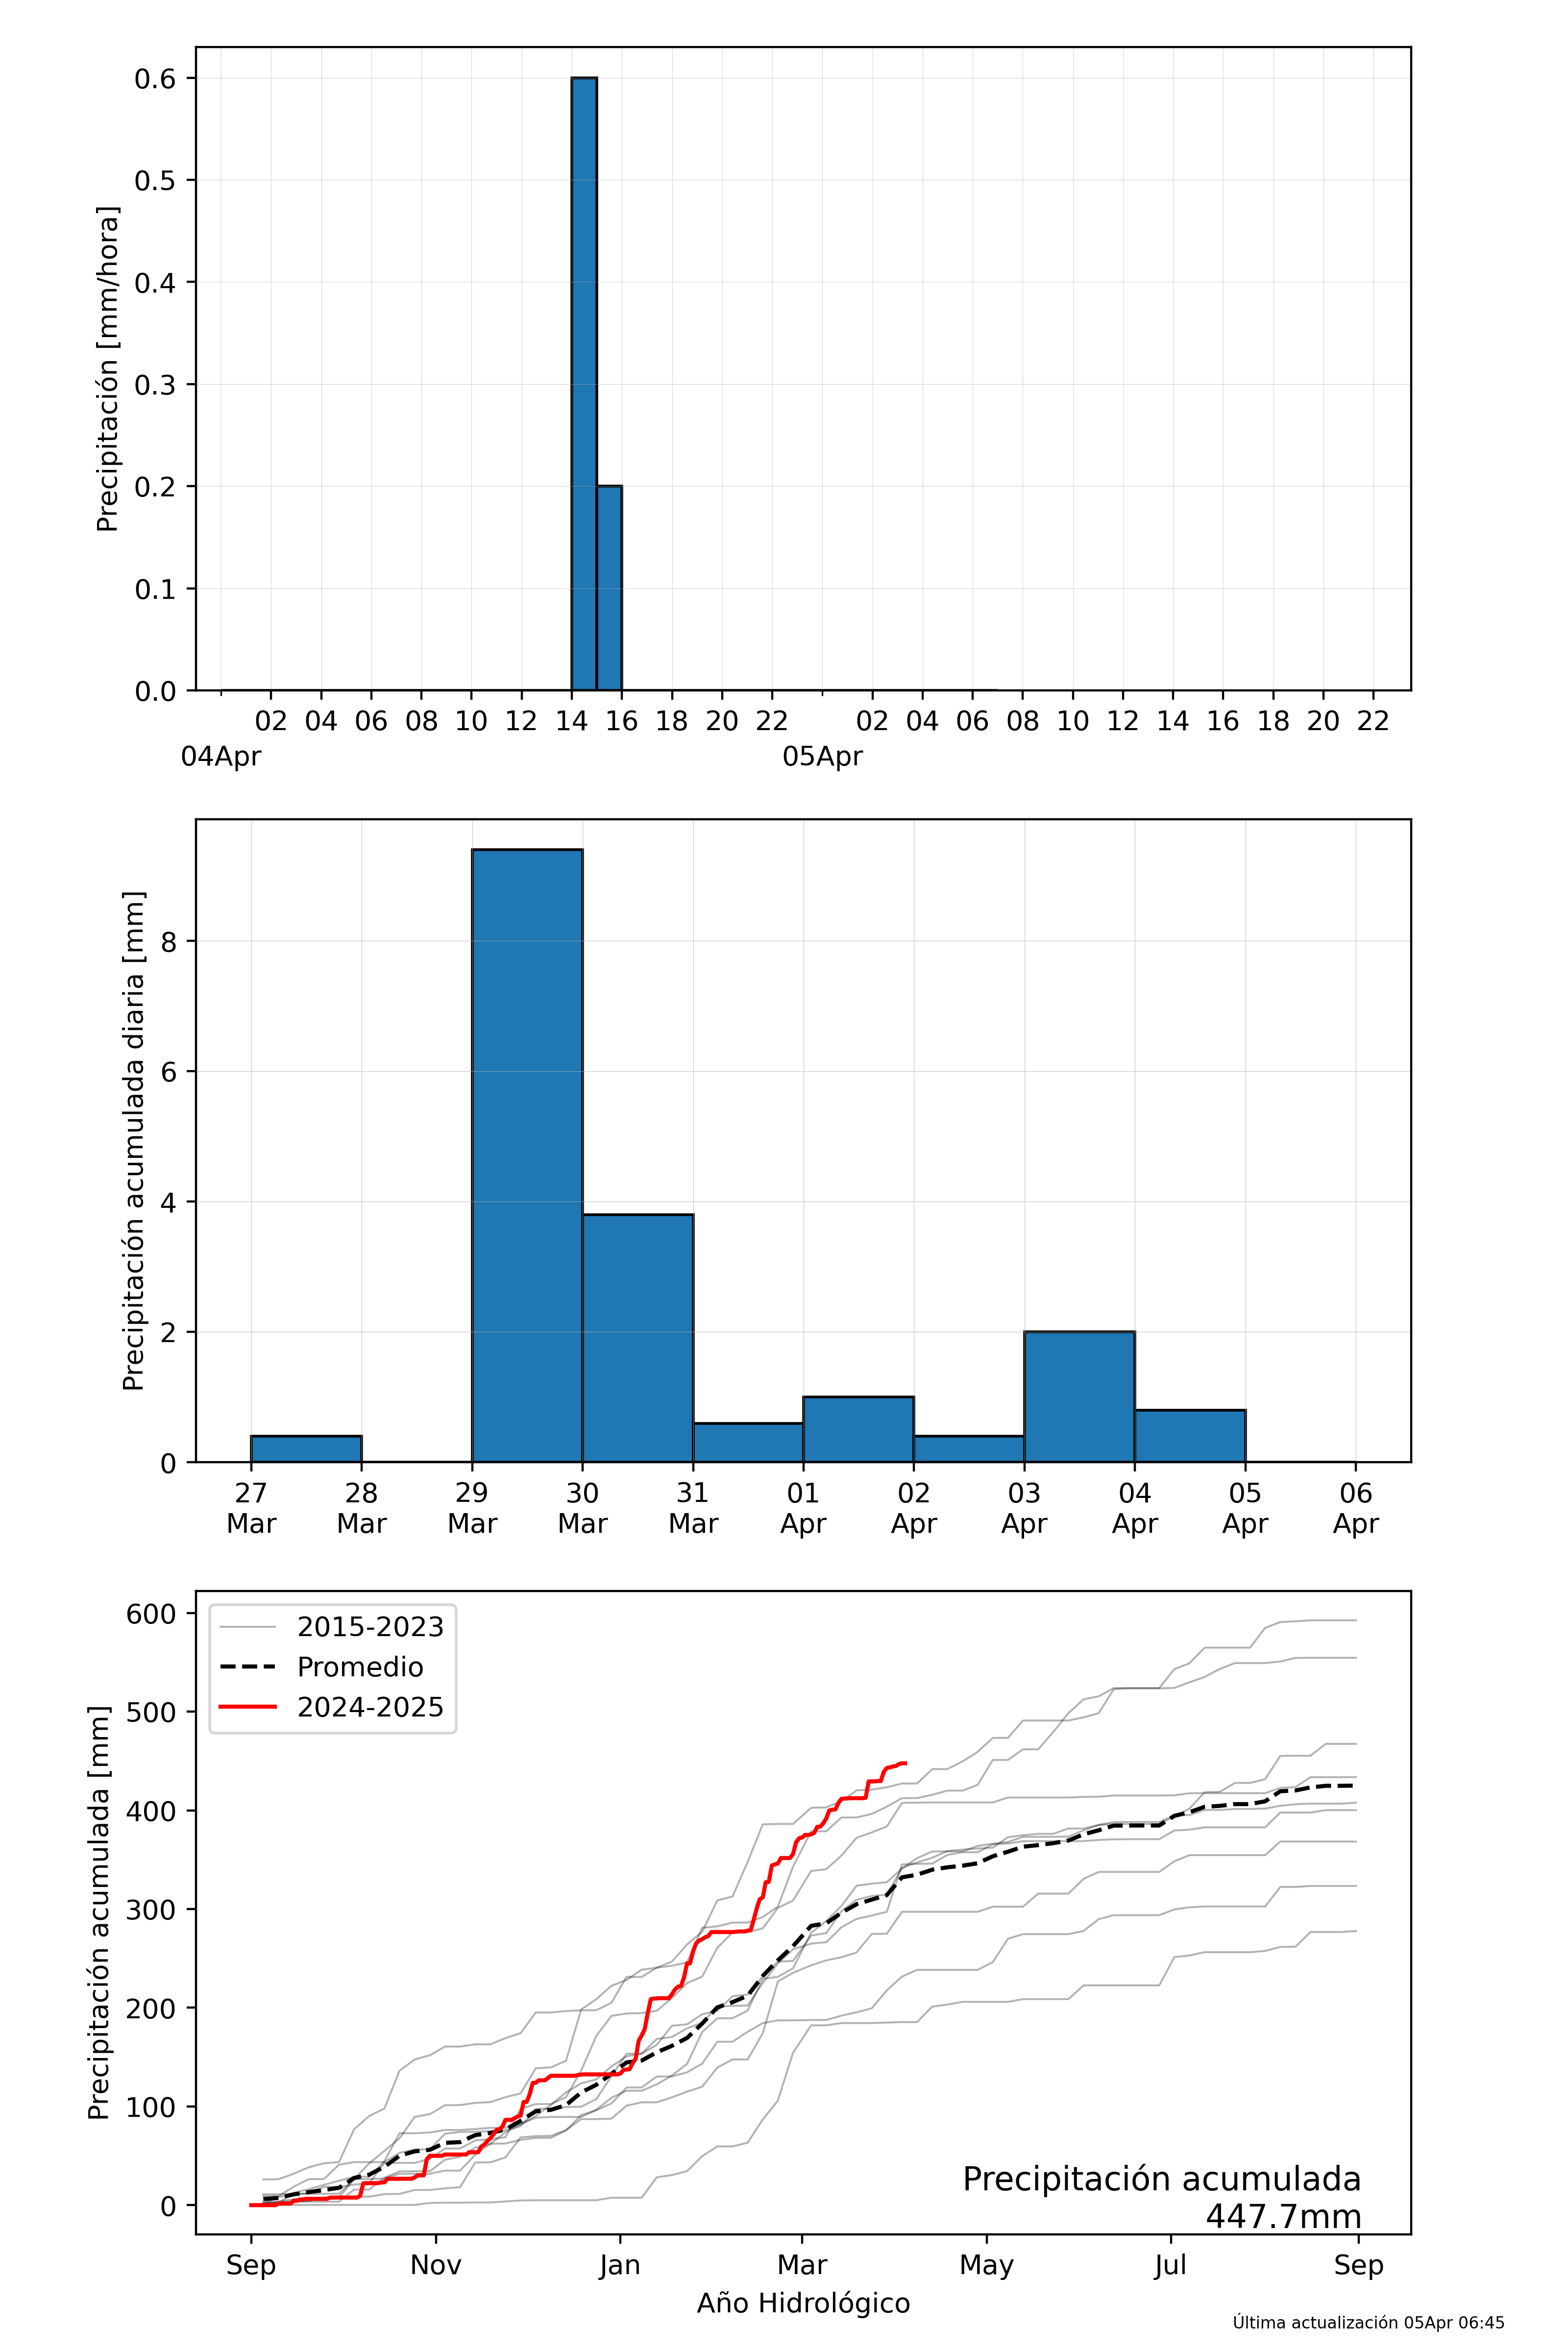 Precipitación [mm/hora]
0.6
0.5
0.4
0.3
0.2
0.1
0.0
02 04 06 08 10 12 14 16 18 20 22 02 04 06 08 10 12 14 16 18 20 22
04Apr 05Apr
Precipitación acumulada diaria [mm]
8
6
4
2
0
27 28 29 30 31 01 02 03 04 05 06
Mar Mar Mar Mar Mar Apr Apr Apr Apr Apr Apr
Precipitación acumulada [mm]
600
500
400
300
200
100
0
2015-2023
Promedio
2024-2025
Precipitación acumulada
447.7mm
Sep Nov Jan Mar May Jul Sep
Año Hidrológico
Última actualización 05Apr 06:45